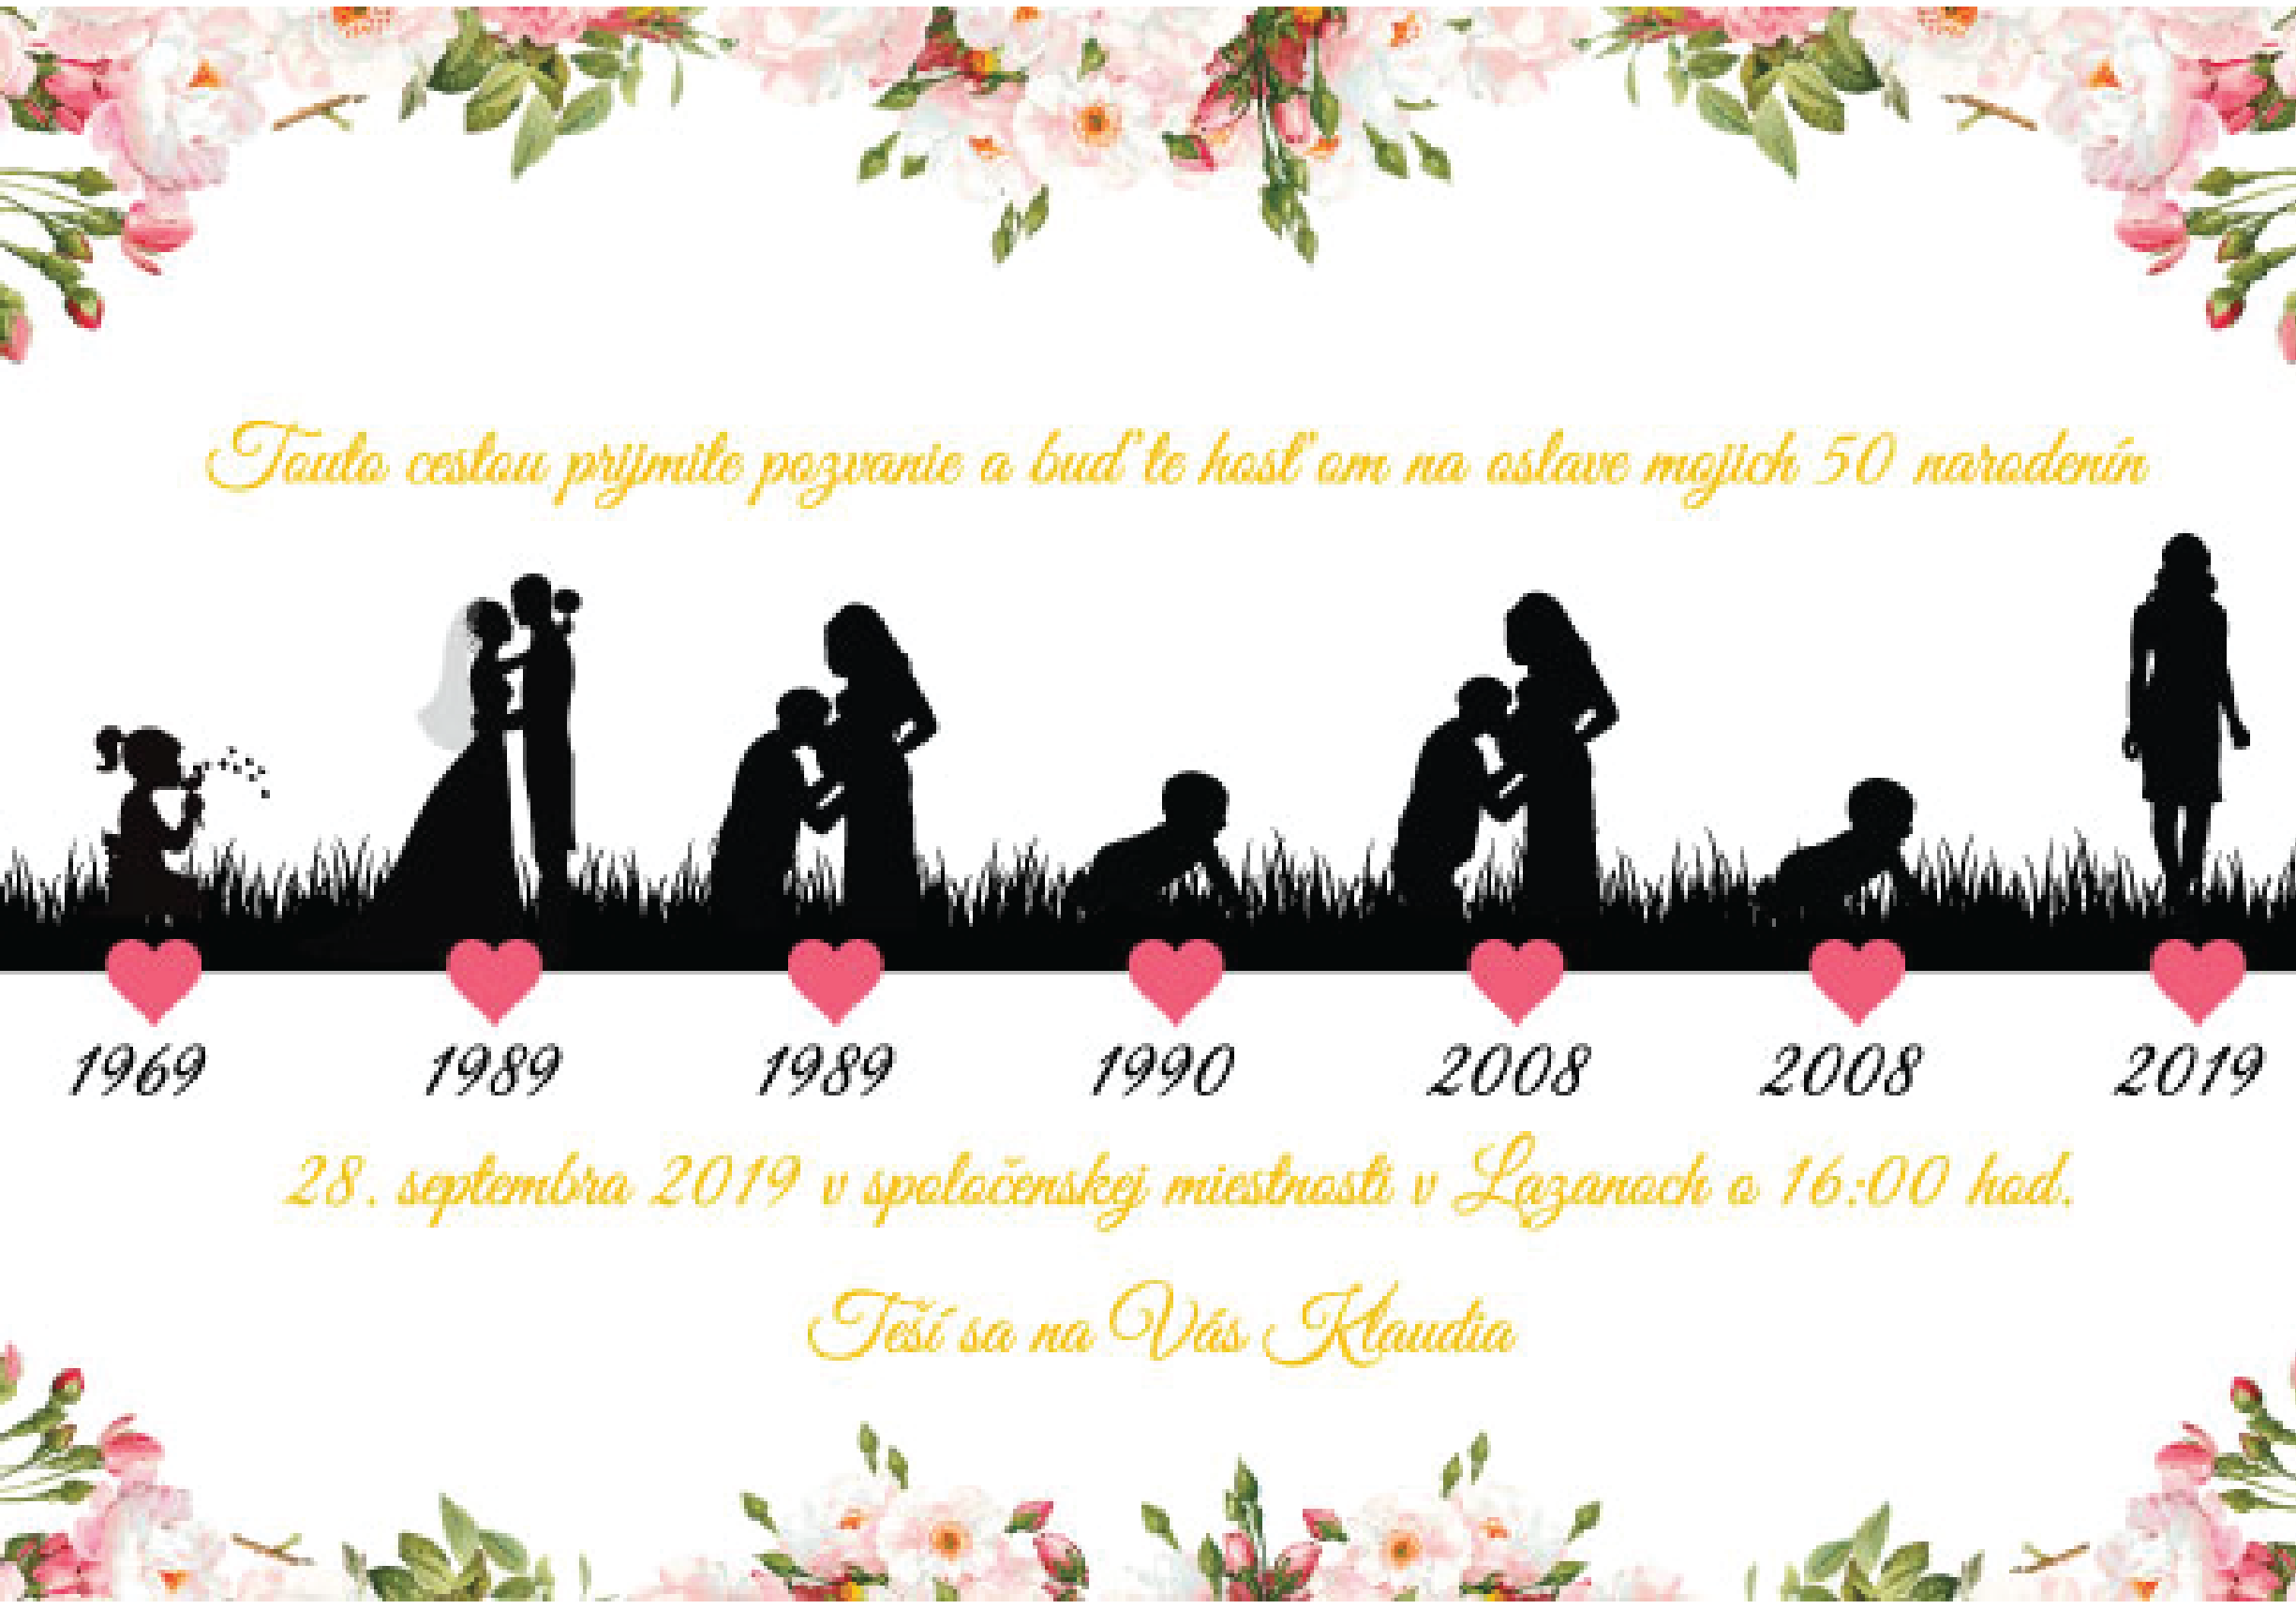 Touto cestou prijmite pozvanie a buďte hosťom na oslave mojich 50 narodenín
1969 1989 1989 1990 2008 2008 2019
28. septembra 2019 v spoločenskej miestnosti v Lazanoch o 16:00 hod.
Teší sa na Vás Klaudia